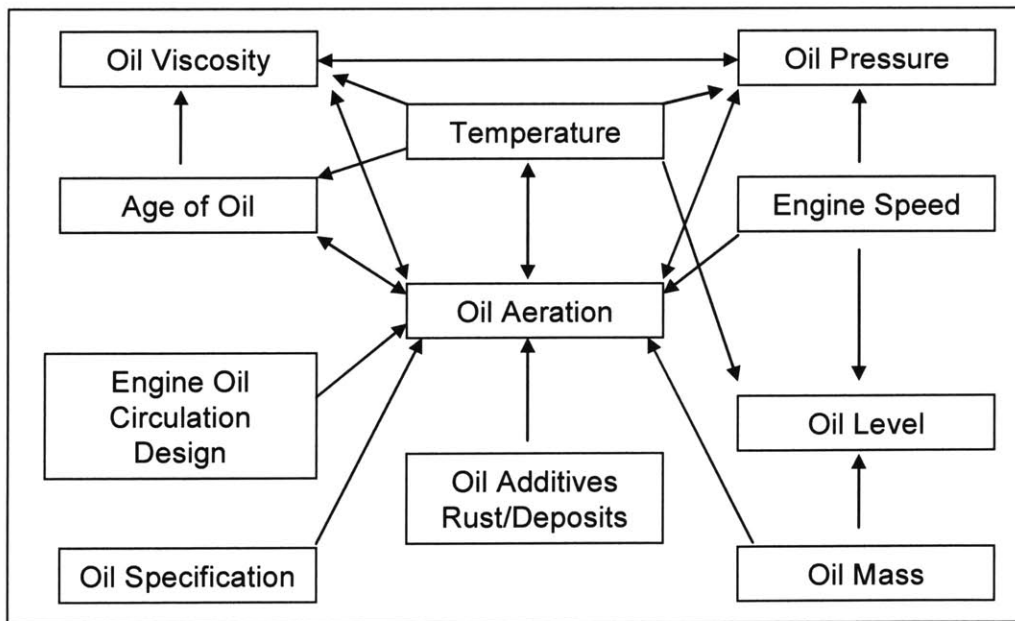 Oil Viscosity
Oil Pressure
Temperature
Age of Oil
Engine Speed
Oil Aeration
Engine Oil
Circulation
Design
Oil Level
Oil Additives
Rust/Deposits
Oil Specification
Oil Mass